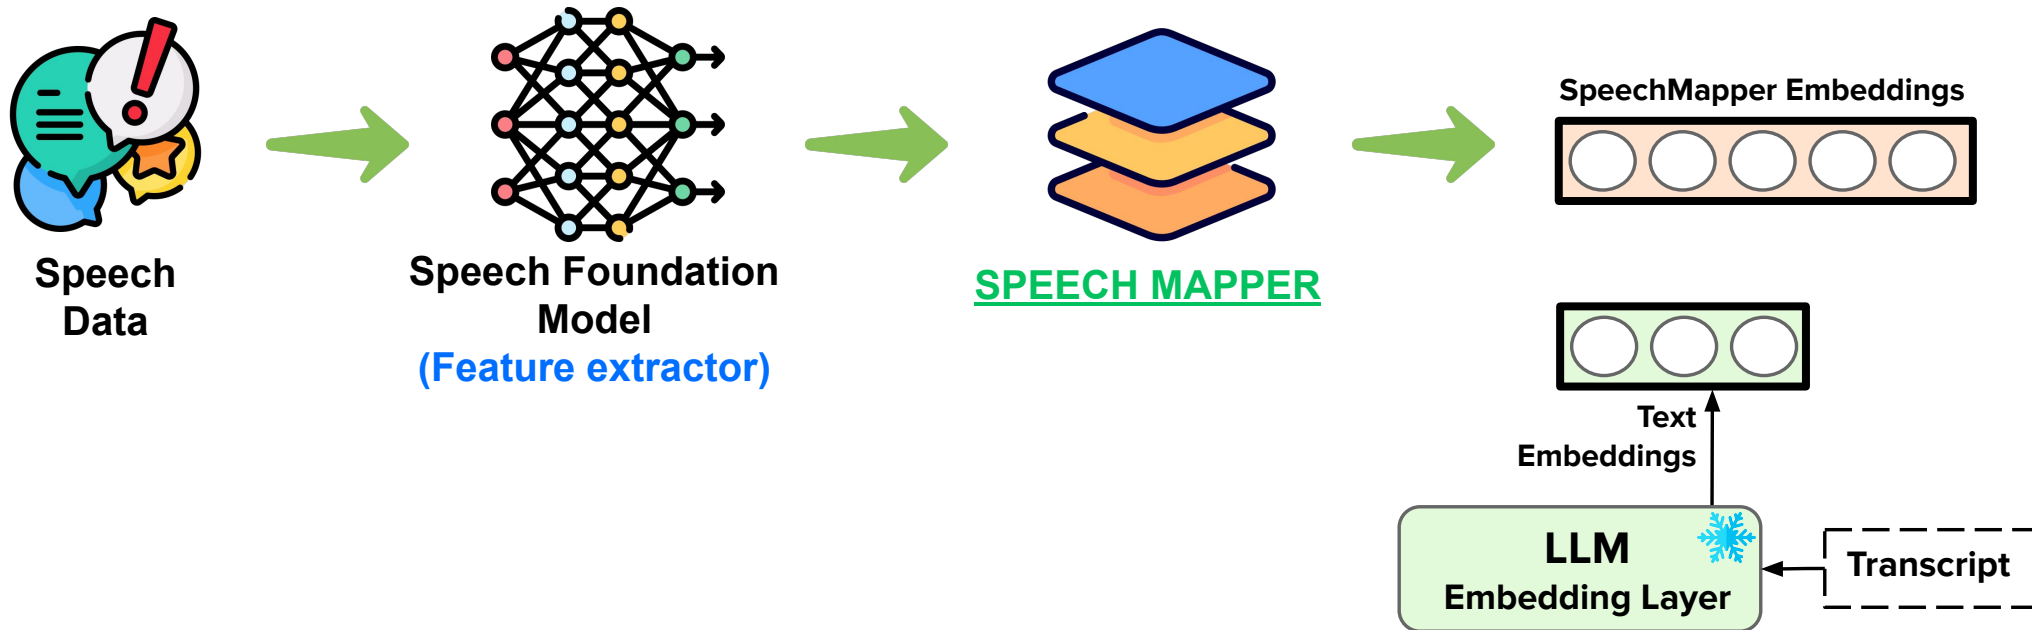 Speech
Data
Speech Foundation
Model
(Feature extractor)
SPEECH MAPPER
SpeechMapper Embeddings
Text
Embeddings
LLM
Embedding Layer
Transcript